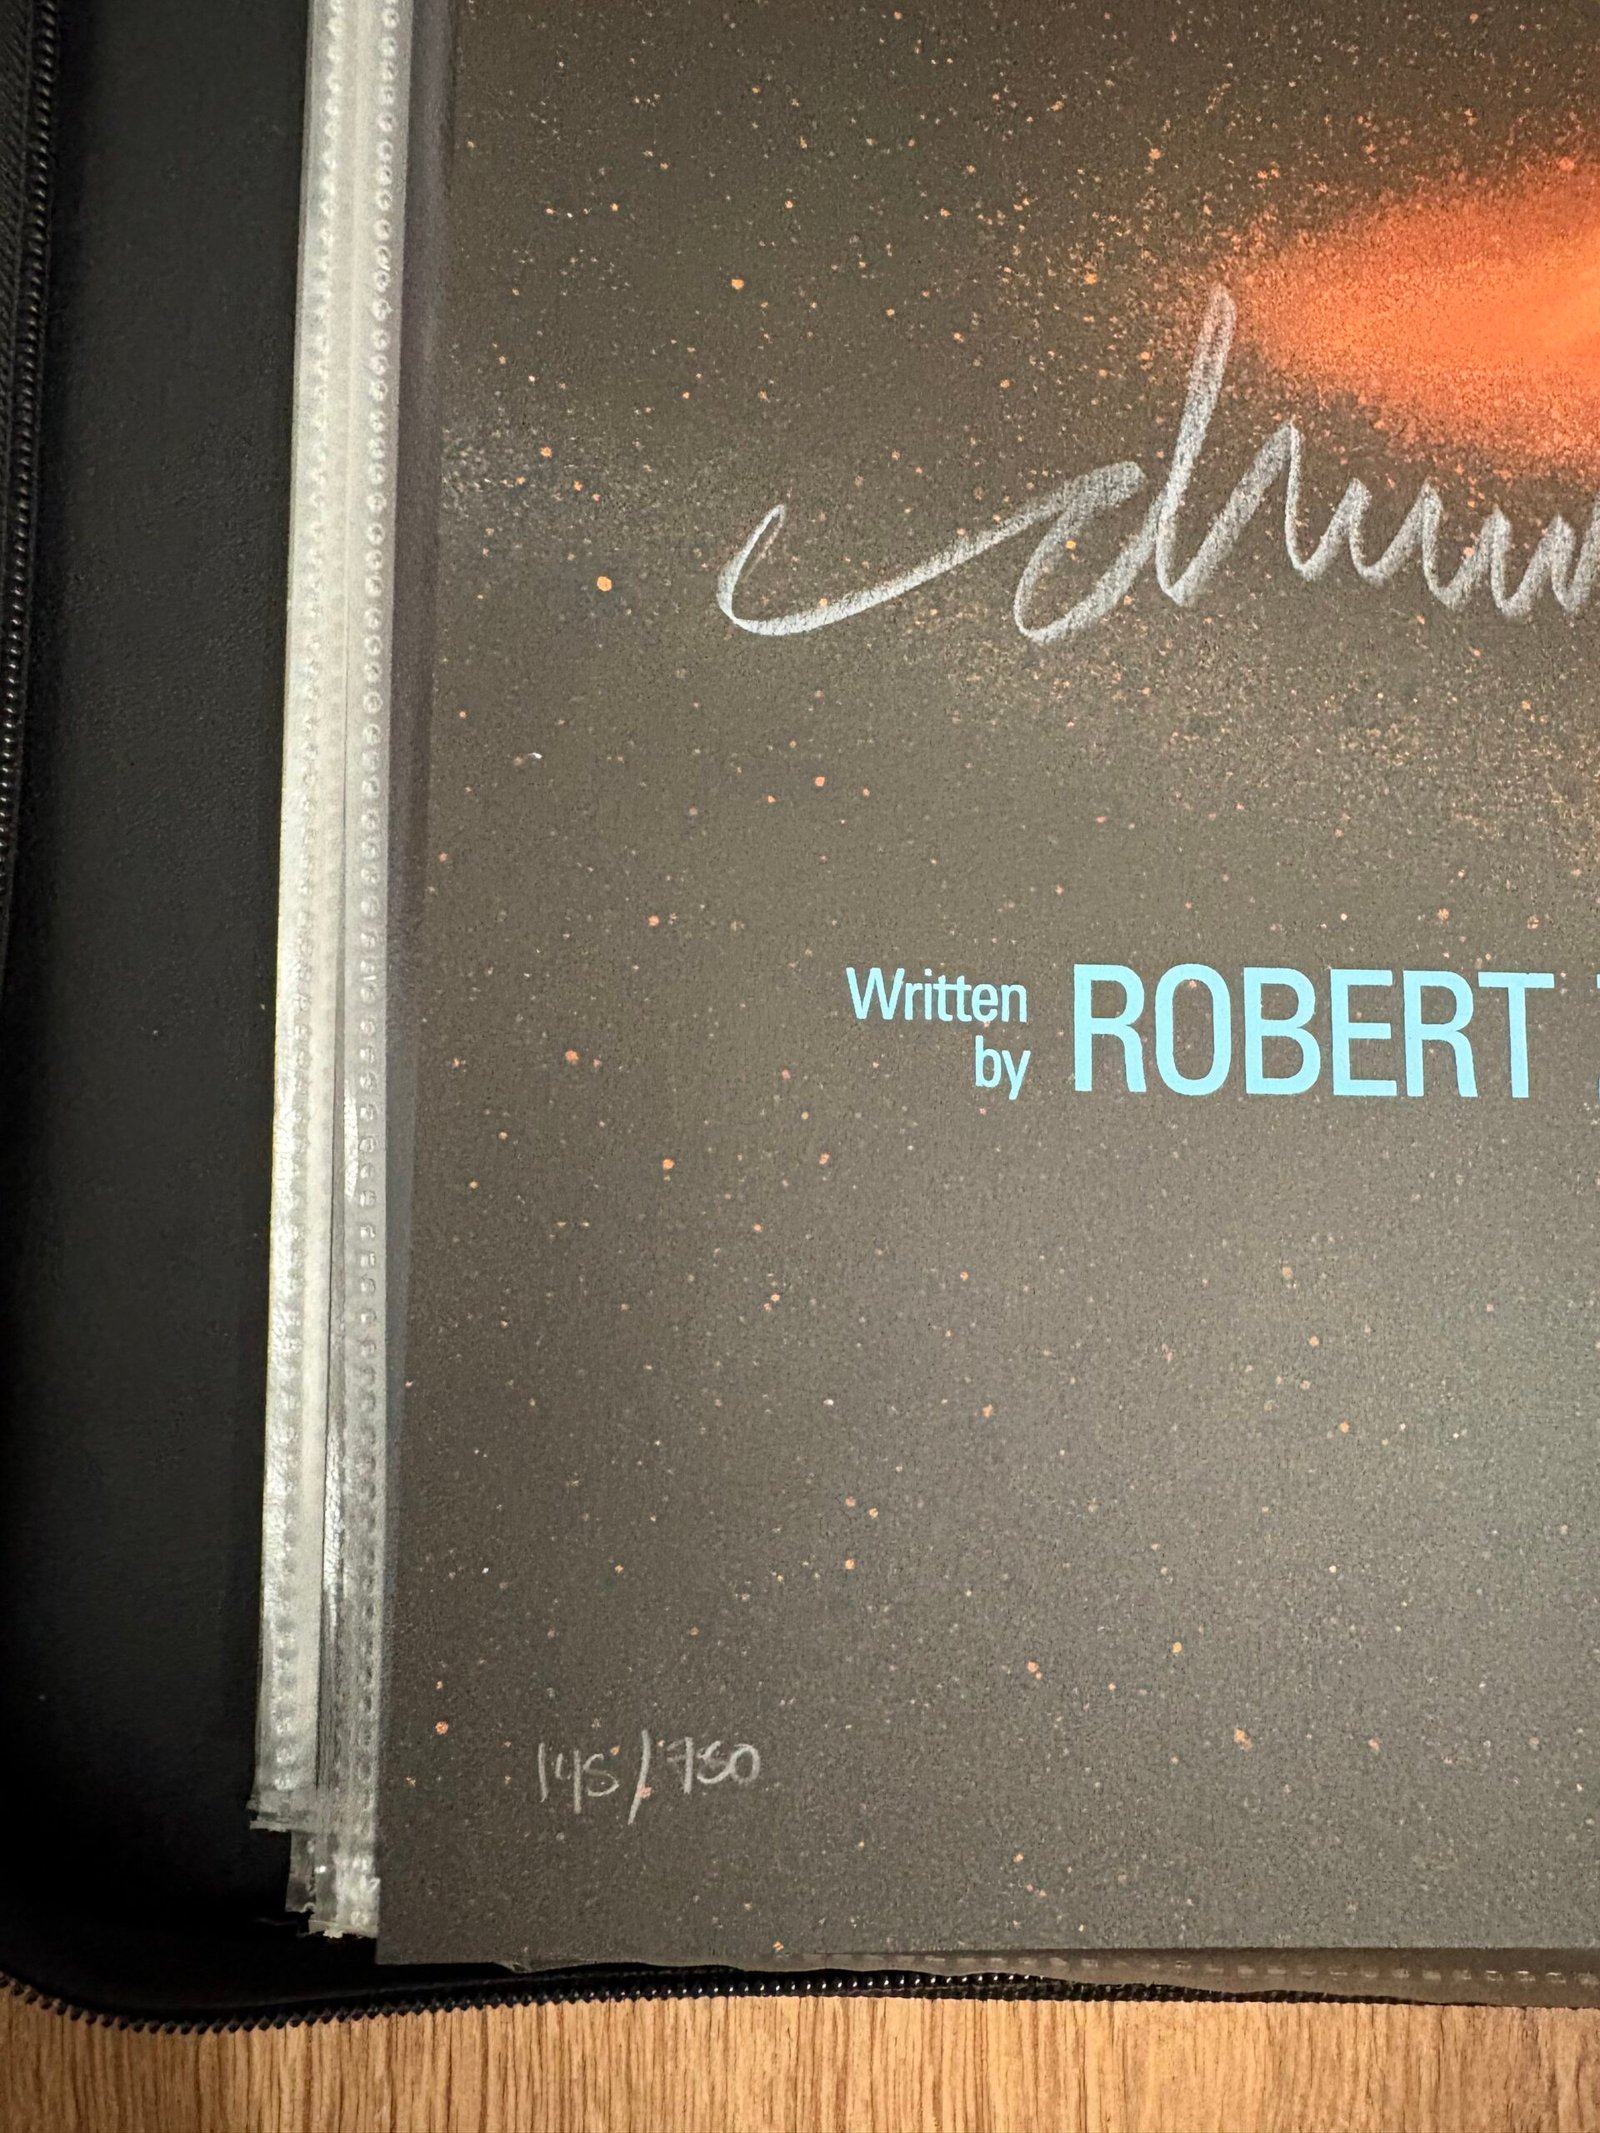 Written
by ROBERT
145/750